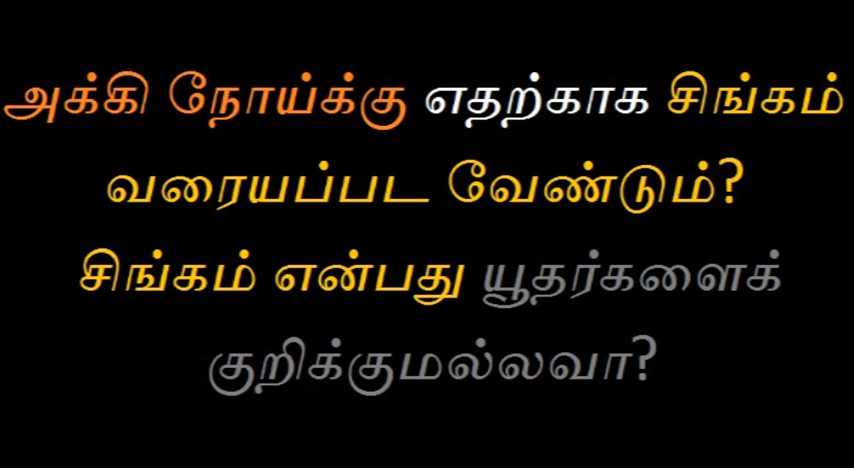 அக்கி நோய்க்கு எதற்காக சிங்கம்
வரையப்பட வேண்டும்?
சிங்கம் என்பது யூதர்களைக்
குறிக்குமல்லவா?